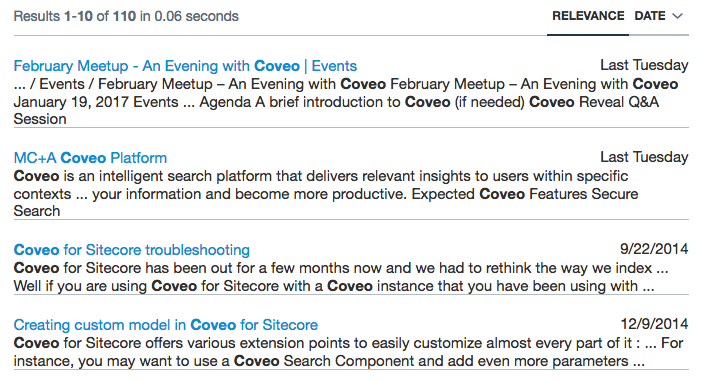 Results 1-10 of 110 in 0.06 seconds RELEVANCE DATE
February Meetup - An Evening with Coveo | Events Last Tuesday
... / Events / February Meetup – An Evening with Coveo February Meetup – An Evening with Coveo
January 19, 2017 Events ... Agenda A brief introduction to Coveo (if needed) Coveo Reveal Q&A
Session
MC+A Coveo Platform Last Tuesday
Coveo is an intelligent search platform that delivers relevant insights to users within specific
contexts ... your information and become more productive. Expected Coveo Features Secure
Search
Coveo for Sitecore troubleshooting 9/22/2014
Coveo for Sitecore has been out for a few months now and we had to rethink the way we index ...
Well if you are using Coveo for Sitecore with a Coveo instance that you have been using with ...
Creating custom model in Coveo for Sitecore 12/9/2014
Coveo for Sitecore offers various extension points to easily customize almost every part of it : ... For
instance, you may want to use a Coveo Search Component and add even more parameters ...